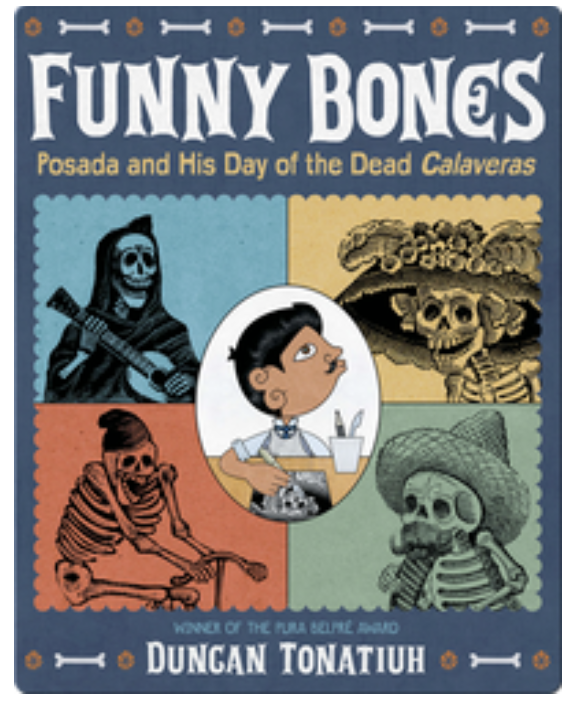 FUNNY BONES
Posada and His Day of the Dead Calaveras
WINNER OF THE PURA BELPRÉ AWARD
DUNCAN TONATIUH